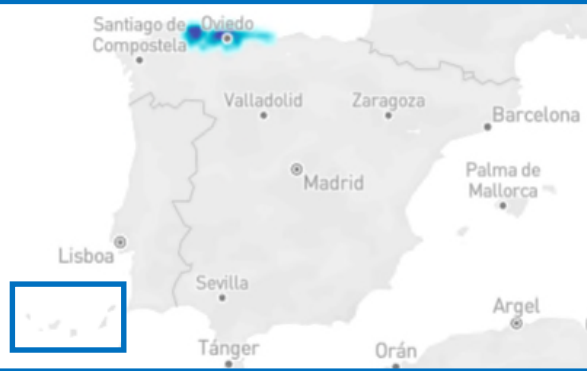 Santiago de
Compostela
Oviedo
Valladolid
Zaragoza
Barcelona
Madrid
Palma de
Mallorca
Lisboa
Sevilla
Argel
Tánger
Orán